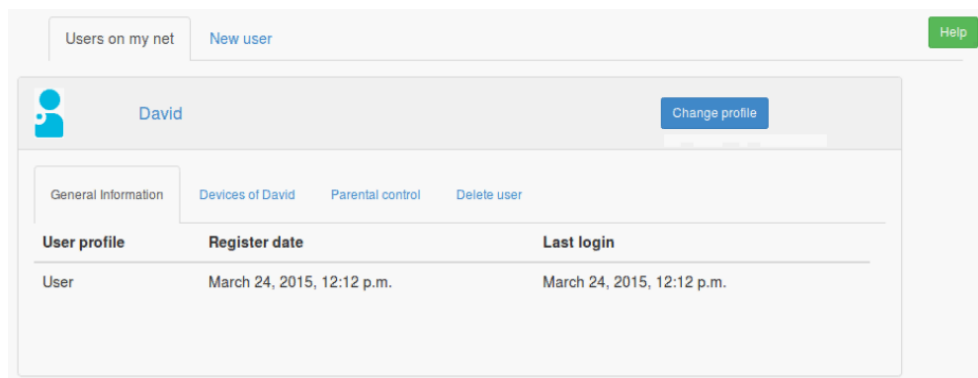 Users on my net New user Help
David Change profile
General Information Devices of David Parental control Delete user
User profile Register date Last login
User March 24, 2015, 12:12 p.m. March 24, 2015, 12:12 p.m.